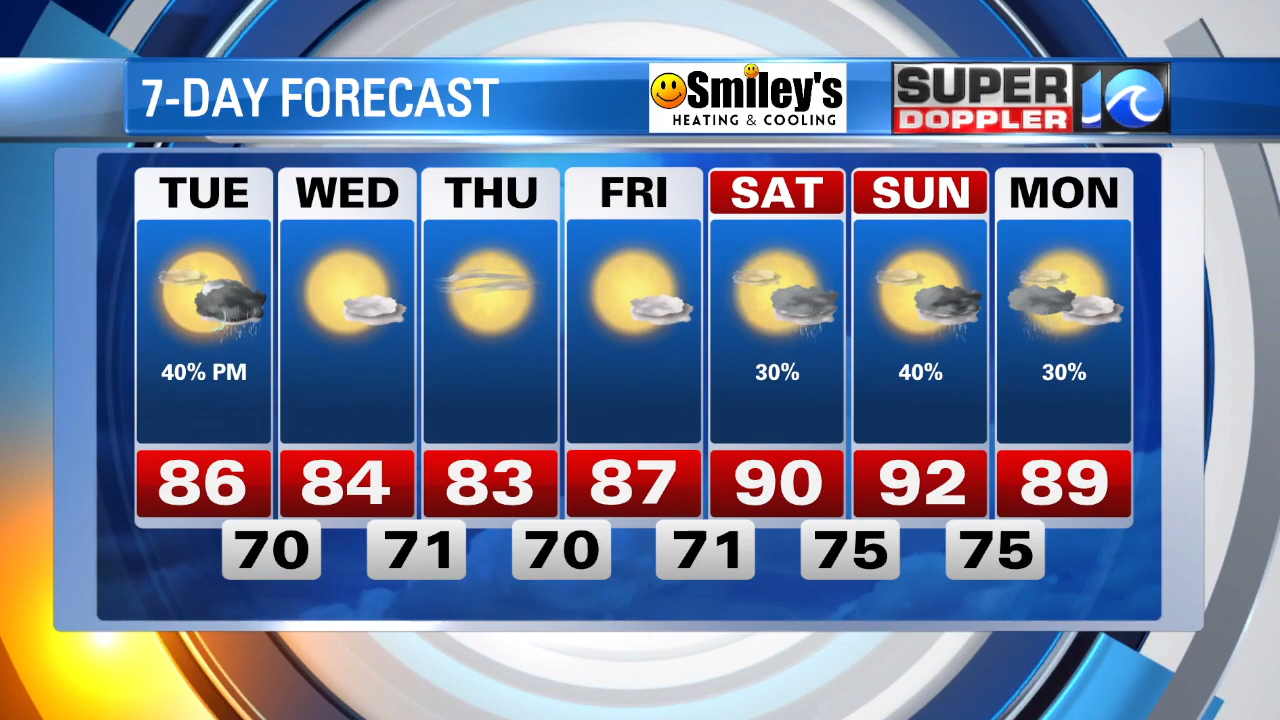 7-DAY FORECAST
Smiley's
HEATING & COOLING
SUPER
DOPPLER
10
TUE WED THU FRI SAT SUN MON
40% PM 30% 40% 30%
86 84 83 87 90 92 89
70 71 70 71 75 75